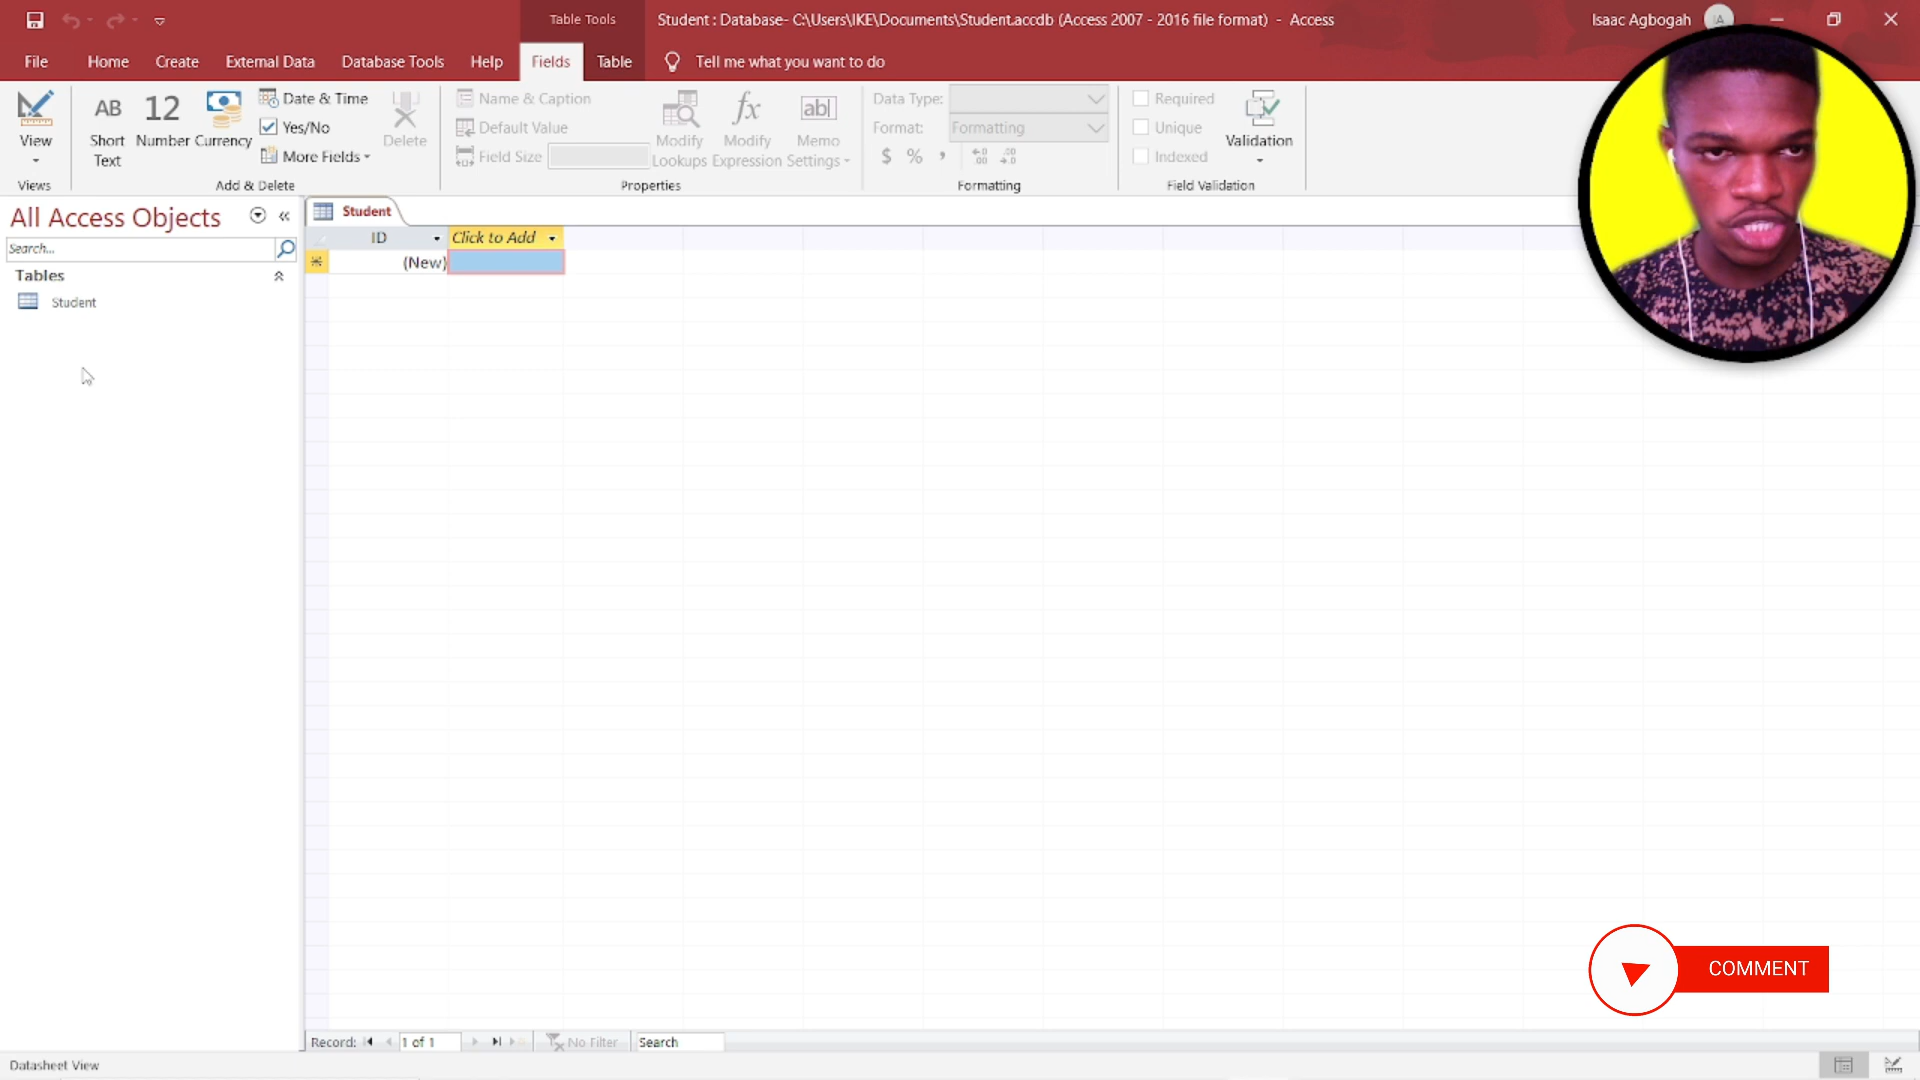 Table Tools
Student : Database- C:\Users\IKE\Documents\Student.accdb (Access 2007 - 2016 file format) - Access
Isaac Agbogah
IA
File Home Create External Data Database Tools Help Fields Table Tell me what you want to do
View
Views
AB
Short
Text
12
Number
Currency
Date & Time
Yes/No
More Fields
Delete
Add & Delete
Name & Caption
Default Value
Field Size
Modify
Lookups
fx
Modify
Expression
ab|
Memo
Settings
Properties
Data Type:
Format: Formatting
$ % ,
Formatting
Required
Unique
Indexed
Validation
Field Validation
All Access Objects
Search...
Tables
Student
Student
ID Click to Add
(New)
COMMENT
Record: 1 of 1 No Filter Search
Datasheet View